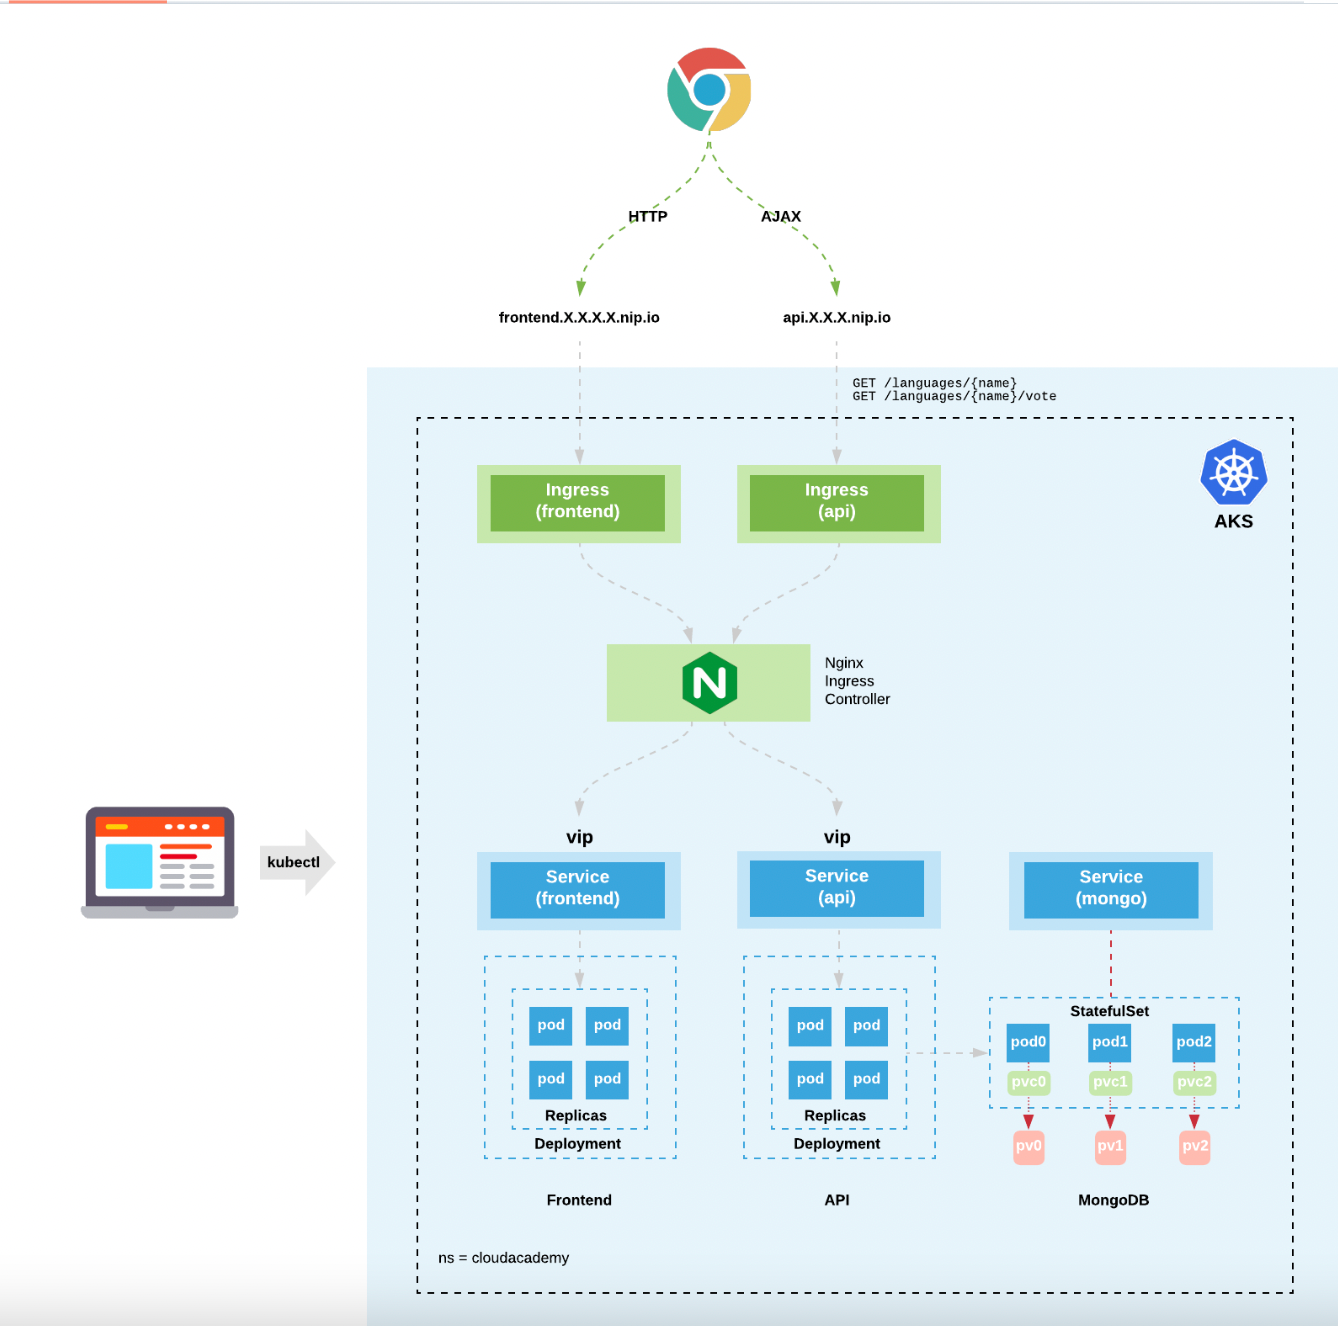 HTTP
AJAX
frontend.X.X.X.X.nip.io
api.X.X.X.nip.io
GET /languages/{name}
GET /languages/{name}/vote
AKS
Ingress
(frontend)
Ingress
(api)
N
Nginx
Ingress
Controller
kubectl
vip
vip
Service
(frontend)
Service
(api)
Service
(mongo)
pod
pod
pod
pod
Replicas
Deployment
pod
pod
pod
pod
Replicas
Deployment
StatefulSet
pod0
pod1
pod2
pvc0
pvc1
pvc2
pv0
pv1
pv2
Frontend
API
MongoDB
ns = cloudacademy